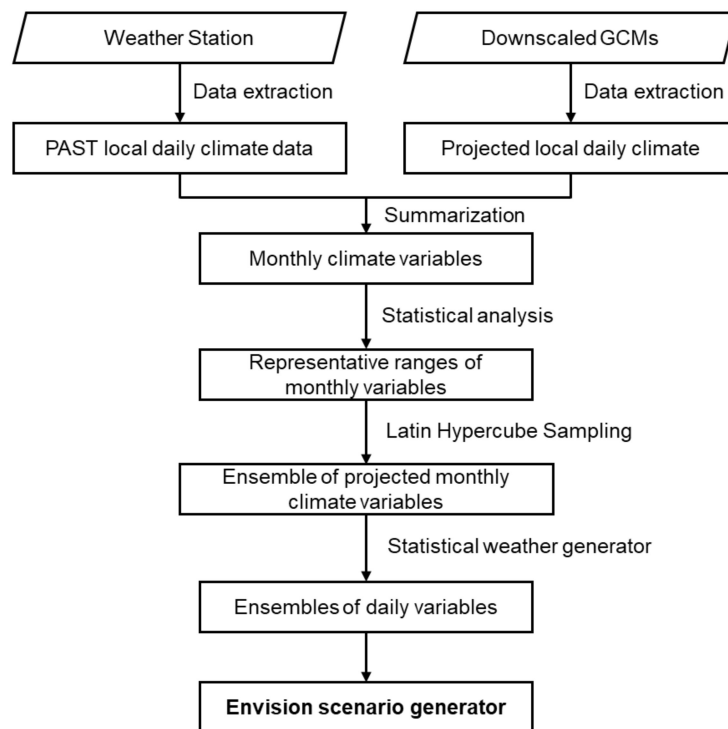 Weather Station
Downscaled GCMs
Data extraction
Data extraction
PAST local daily climate data
Projected local daily climate
Summarization
Monthly climate variables
Statistical analysis
Representative ranges of
monthly variables
Latin Hypercube Sampling
Ensemble of projected monthly
climate variables
Statistical weather generator
Ensembles of daily variables
Envision scenario generator